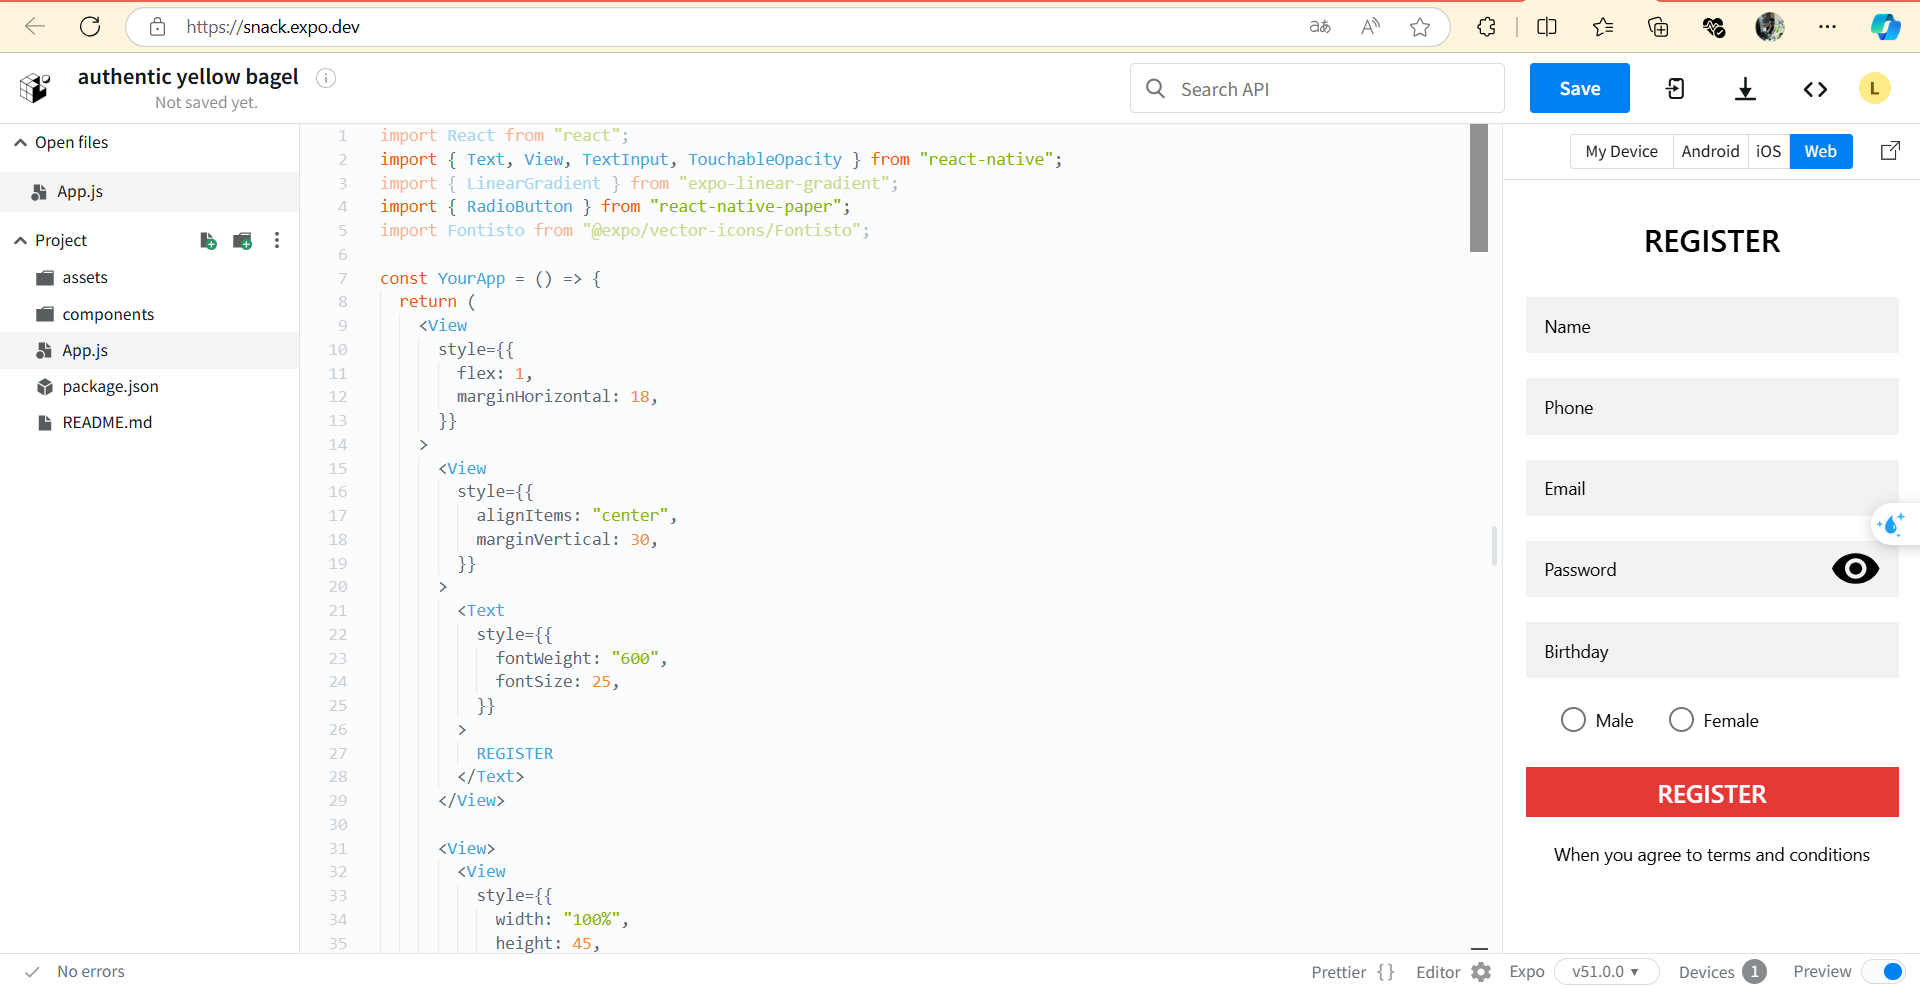 https://snack.expo.dev
authentic yellow bagel
Not saved yet.
Search API
Save
L
Open files
App.js
Project
assets
components
App.js
package.json
README.md
1 import React from "react";
2 import { Text, View, TextInput, TouchableOpacity } from "react-native";
3 import { LinearGradient } from "expo-linear-gradient";
4 import { RadioButton } from "react-native-paper";
5 import Fontisto from "@expo/vector-icons/Fontisto";
6
7 const YourApp = () => {
8 return (
9 <View
10 style={{
11 flex: 1,
12 marginHorizontal: 18,
13 }}
14 >
15 <View
16 style={{
17 alignItems: "center",
18 marginVertical: 30,
19 }}
20 >
21 <Text
22 style={{
23 fontWeight: "600",
24 fontSize: 25,
25 }}
26 >
27 REGISTER
28 </Text>
29 </View>
30
31 <View>
32 <View
33 style={{
34 width: "100%",
35 height: 45,
My Device Android iOS Web
REGISTER
Name
Phone
Email
Password
Birthday
Male Female
REGISTER
When you agree to terms and conditions
No errors
Prettier {} Editor Expo v51.0.0 Devices 1 Preview